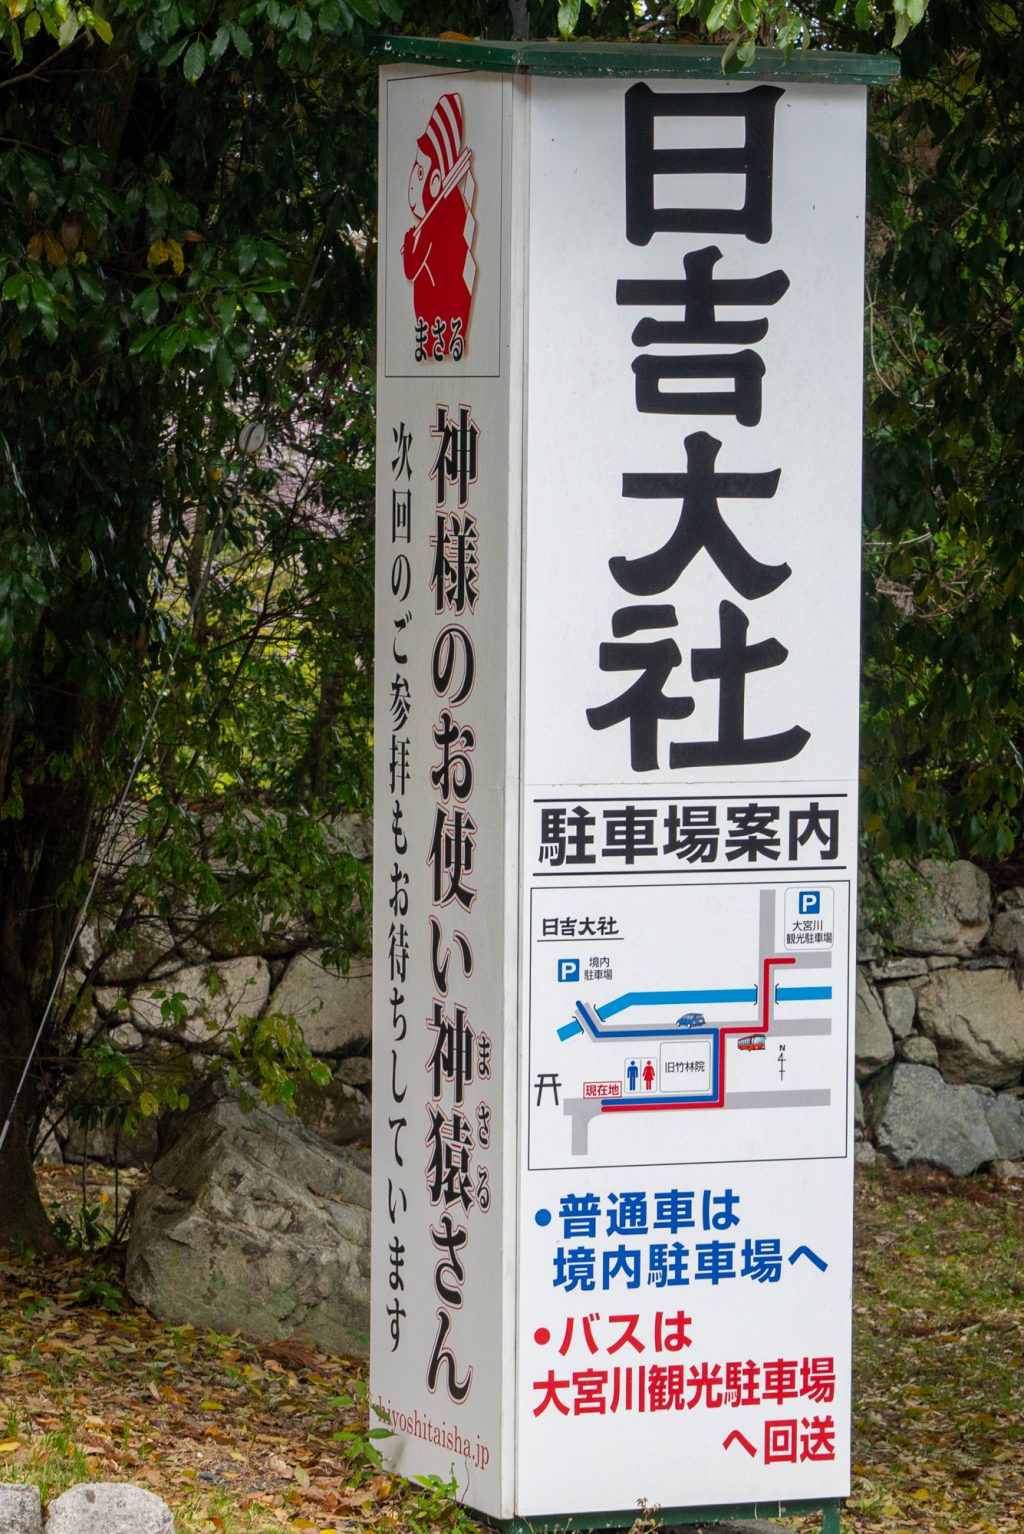 まさる
神様のお使い神猿さん
まさる
次回のご参拝もお待ちしています
hiyoshitaisha.jp
日吉大社
駐車場案内
日吉大社
P
大宮川
観光駐車場
P
境内
駐車場
旧竹林院
N
4
現在地
・普通車は
境内駐車場へ
・バスは
大宮川観光駐車場
へ回送